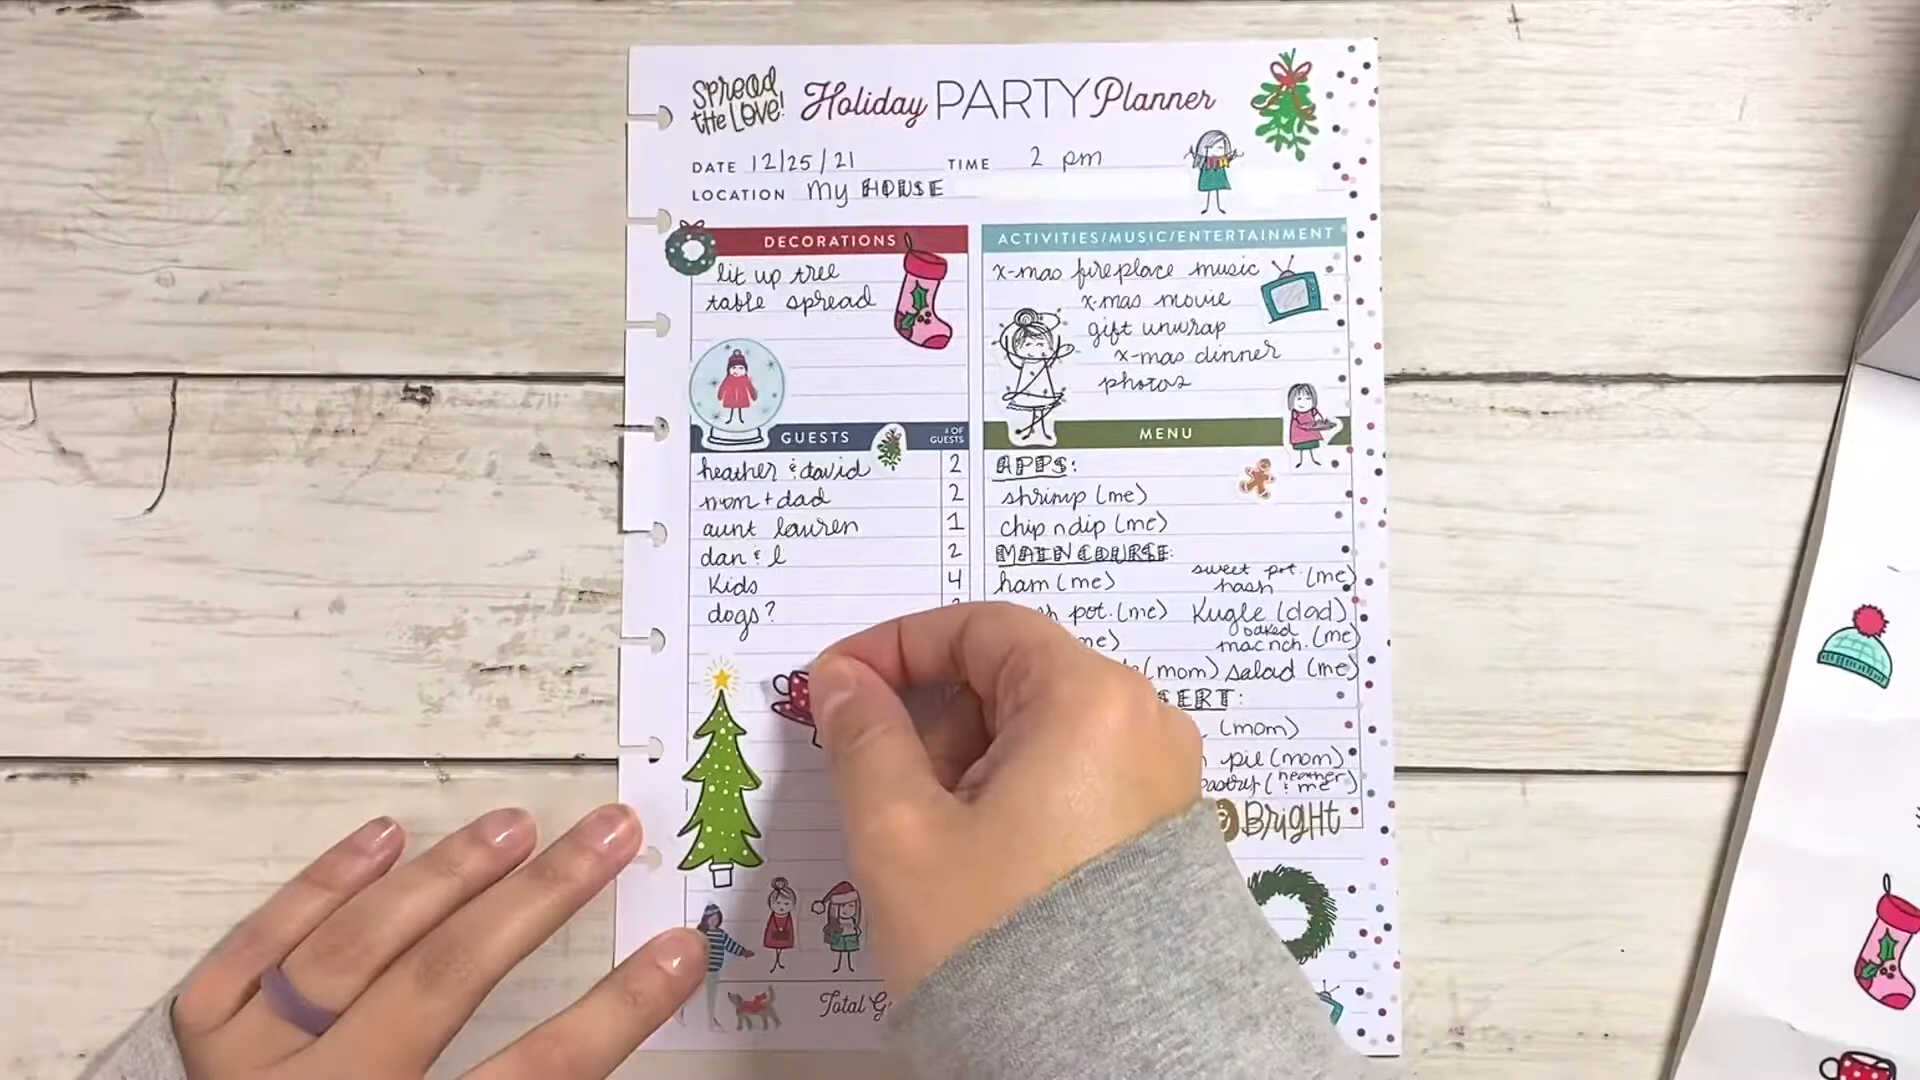 SPREAD
THE LOVE!
Holiday PARTY Planner
DATE 12/25/21 TIME 2 pm
LOCATION my HOUSE
DECORATIONS
lit up tree
table spread
ACTIVITIES/MUSIC/ENTERTAINMENT
x-mas fireplace music
x-mas movie
gift unwrap
x-mas dinner
photos
GUESTS # OF GUESTS
heather & david 2
mom + dad 2
aunt lauren 1
dan & l 2
Kids 4
dogs?
MENU
APPS:
shrimp (me)
chip n dip (me)
MAIN COURSE:
ham (me) sweet pot. hash (me)
pot. (me) Kugle (dad)
baked mac n ch. (me)
(mom) salad (me)
(mom)
pie (mom)
(heather & me)
BRIGHT
Total